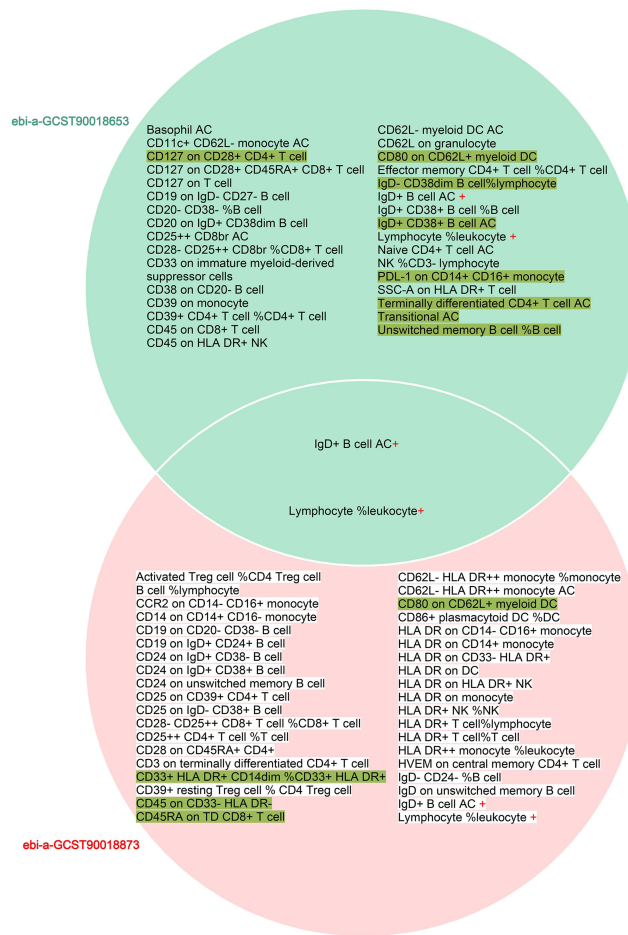 ebi-a-GCST90018653
Basophil AC
CD11c+ CD62L- monocyte AC
CD127 on CD28+ CD4+ T cell
CD127 on CD28+ CD45RA+ CD8+ T cell
CD127 on T cell
CD19 on IgD- CD27- B cell
CD20- CD38- %B cell
CD20 on IgD+ CD38dim B cell
CD25++ CD8br AC
CD28- CD25++ CD8br %CD8+ T cell
CD33 on immature myeloid-derived
suppressor cells
CD38 on CD20- B cell
CD39 on monocyte
CD39+ CD4+ T cell %CD4+ T cell
CD45 on CD8+ T cell
CD45 on HLA DR+ NK
CD62L- myeloid DC AC
CD62L on granulocyte
CD80 on CD62L+ myeloid DC
Effector memory CD4+ T cell %CD4+ T cell
IgD- CD38dim B cell%lymphocyte
IgD+ B cell AC +
IgD+ CD38+ B cell %B cell
IgD+ CD38+ B cell AC
Lymphocyte %leukocyte +
Naive CD4+ T cell AC
NK %CD3- lymphocyte
PDL-1 on CD14+ CD16+ monocyte
SSC-A on HLA DR+ T cell
Terminally differentiated CD4+ T cell AC
Transitional AC
Unswitched memory B cell %B cell
IgD+ B cell AC+
Lymphocyte %leukocyte+
Activated Treg cell %CD4 Treg cell
B cell %lymphocyte
CCR2 on CD14- CD16+ monocyte
CD14 on CD14+ CD16- monocyte
CD19 on CD20- CD38- B cell
CD19 on IgD+ CD24+ B cell
CD24 on IgD+ CD38- B cell
CD24 on IgD+ CD38+ B cell
CD24 on unswitched memory B cell
CD25 on CD39+ CD4+ T cell
CD25 on IgD- CD38+ B cell
CD28- CD25++ CD8+ T cell %CD8+ T cell
CD25++ CD4+ T cell %T cell
CD28 on CD45RA+ CD4+
CD3 on terminally differentiated CD4+ T cell
CD33+ HLA DR+ CD14dim %CD33+ HLA DR+
CD39+ resting Treg cell % CD4 Treg cell
CD45 on CD33- HLA DR-
CD45RA on TD CD8+ T cell
CD62L- HLA DR++ monocyte %monocyte
CD62L- HLA DR++ monocyte AC
CD80 on CD62L+ myeloid DC
CD86+ plasmacytoid DC %DC
HLA DR on CD14- CD16+ monocyte
HLA DR on CD14+ monocyte
HLA DR on CD33- HLA DR+
HLA DR on DC
HLA DR on HLA DR+ NK
HLA DR on monocyte
HLA DR+ NK %NK
HLA DR+ T cell%lymphocyte
HLA DR+ T cell%T cell
HLA DR++ monocyte %leukocyte
HVEM on central memory CD4+ T cell
IgD- CD24- %B cell
IgD on unswitched memory B cell
IgD+ B cell AC +
Lymphocyte %leukocyte +
ebi-a-GCST90018873